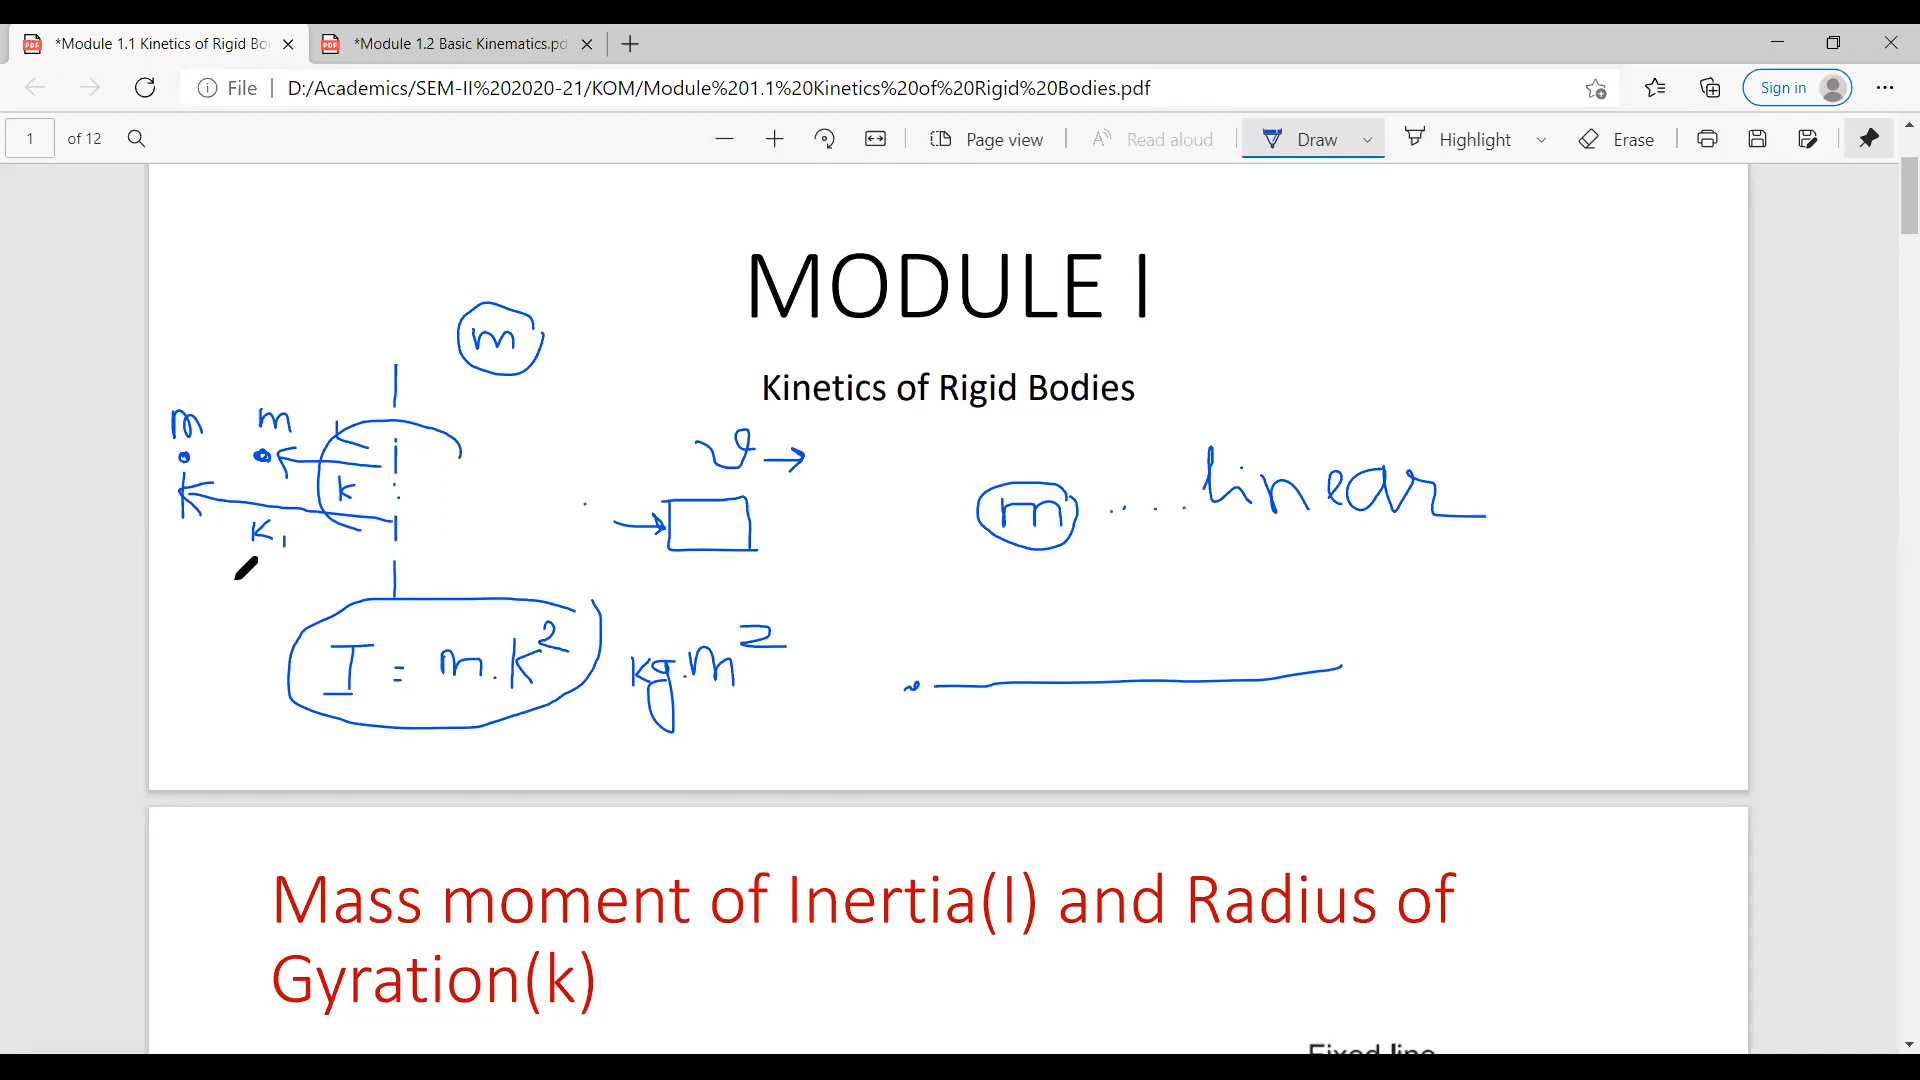 *Module 1.1 Kinetics of Rigid Bo
*Module 1.2 Basic Kinematics.pd
File
D:/Academics/SEM-II%202020-21/KOM/Module%201.1%20Kinetics%20of%20Rigid%20Bodies.pdf
Sign in
1 of 12
Page view
Read aloud
Draw
Highlight
Erase
MODULE I
m
Kinetics of Rigid Bodies
m m
k
k1
m ..... linear
I = m.k²
kg.m²
Mass moment of Inertia(I) and Radius of
Gyration(k)
Fixed line